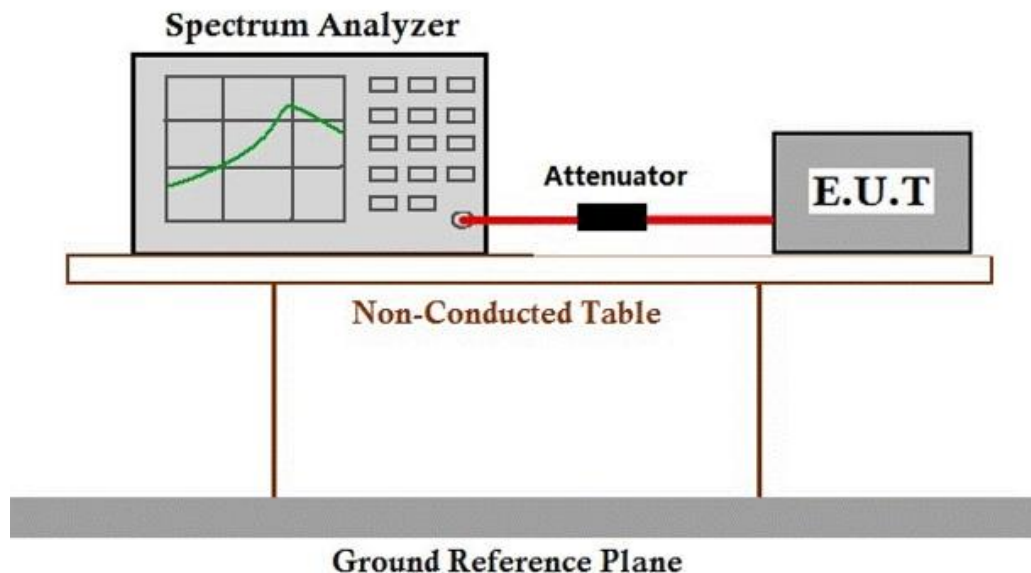 Spectrum Analyzer
Attenuator
E.U.T
Non-Conducted Table
Ground Reference Plane